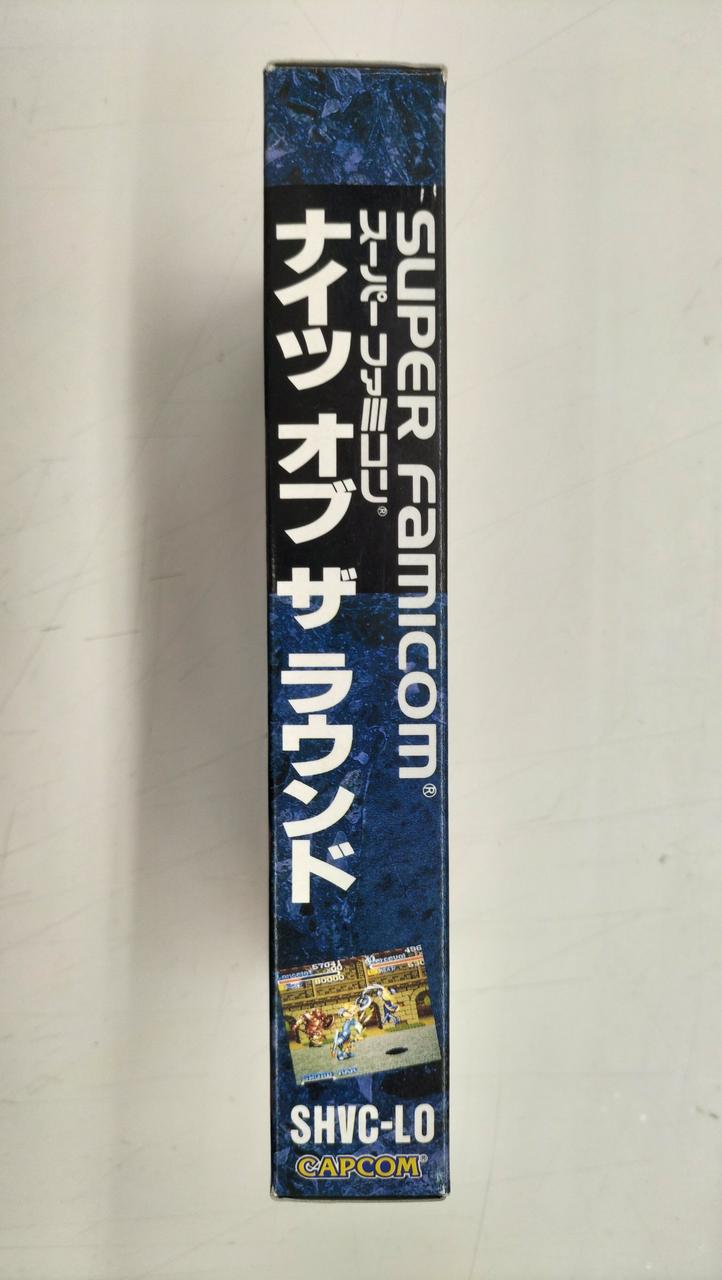 SUPER FAMICOM®
スーパーファミコン®
ナイツ オブ ザ ラウンド
80000
SHVC-LO
CAPCOM®